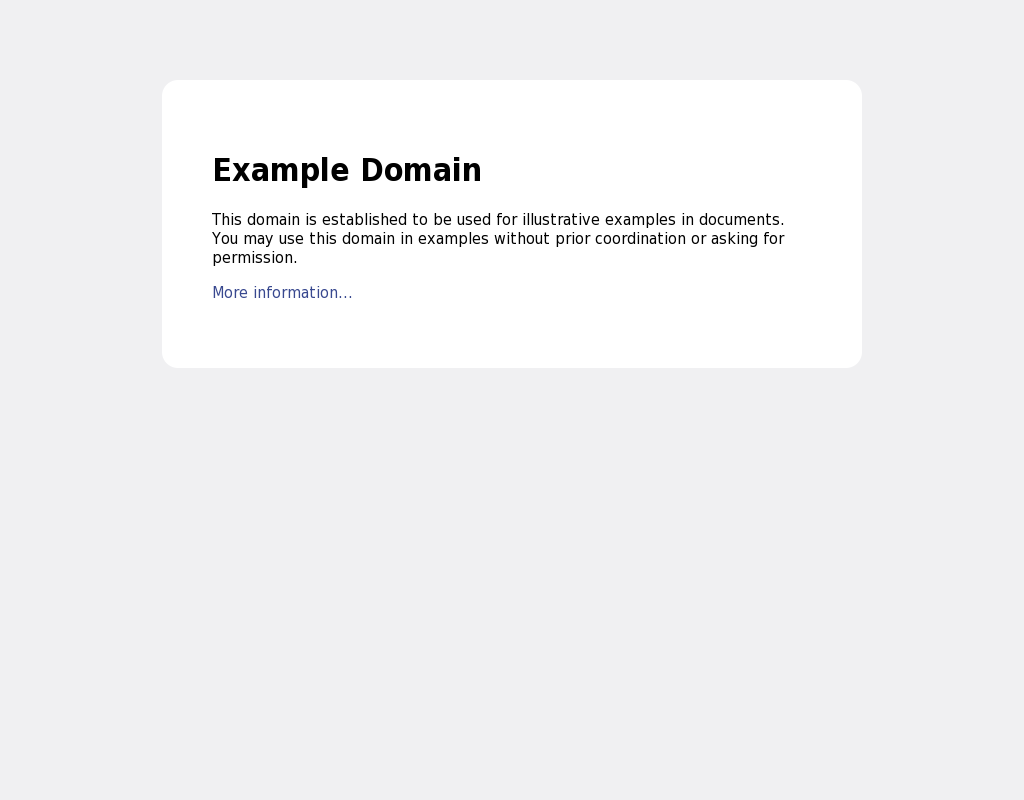 Example Domain
This domain is established to be used for illustrative examples in documents.
You may use this domain in examples without prior coordination or asking for
permission.
More information...